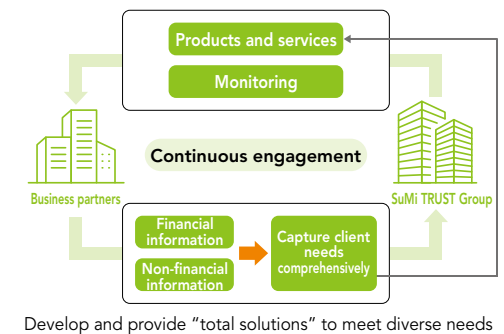 Products and services
Monitoring
Continuous engagement
Business partners
SuMi TRUST Group
Financial
information
Non-financial
information
Capture client
needs
comprehensively
Develop and provide “total solutions” to meet diverse needs